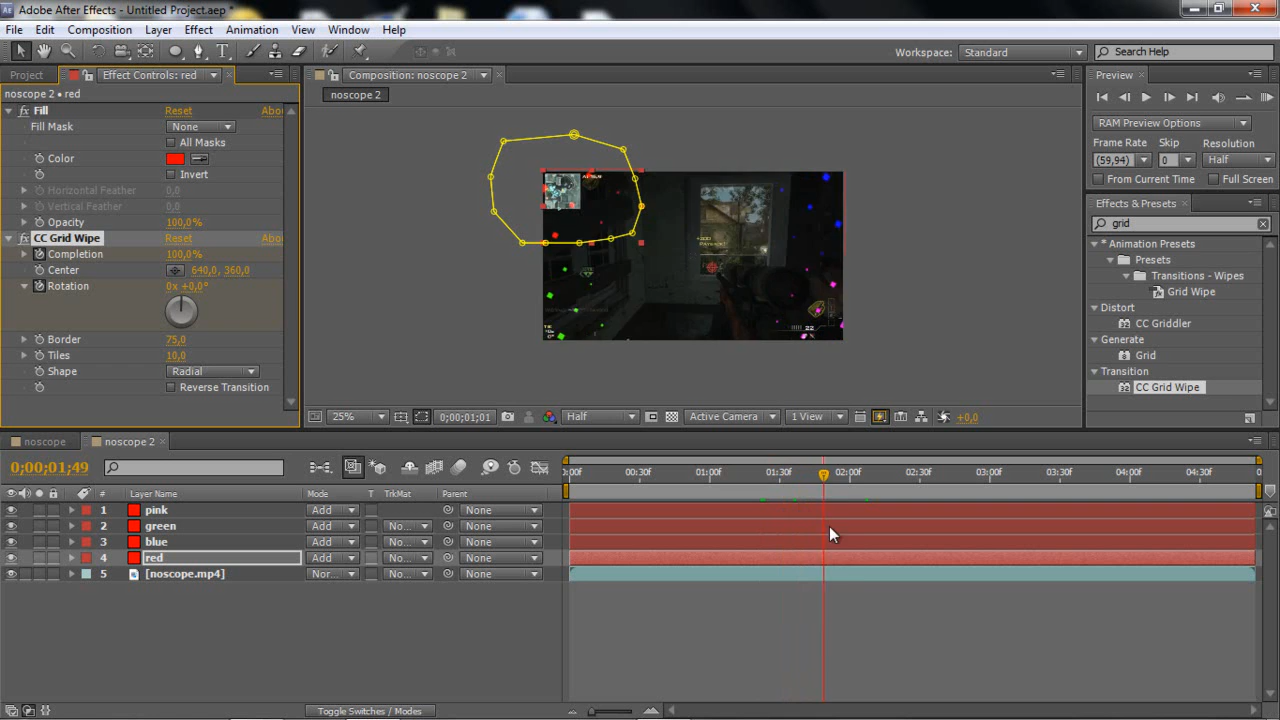 Adobe After Effects - Untitled Project.aep *
File Edit Composition Layer Effect Animation View Window Help
Workspace: Standard Search Help
Project Effect Controls: red Composition: noscope 2 Preview
noscope 2 • red
noscope 2
Fill Reset Abo
Fill Mask None
All Masks
Color
Invert
Horizontal Feather 0,0
Vertical Feather 0,0
Opacity 100,0%
CC Grid Wipe Reset Abo
Completion 100,0%
Center 640,0, 360,0
Rotation 0x +0,0°
Border 75,0
Tiles 10,0
Shape Radial
Reverse Transition
+200
22
25% 0;00;01;01 Half Active Camera 1 View +0,0
RAM Preview Options
Frame Rate Skip Resolution
(59,94) (0) Half
From Current Time Full Screen
Effects & Presets
grid
* Animation Presets
Presets
Transitions - Wipes
Grid Wipe
Distort
CC Griddler
Generate
Grid
Transition
CC Grid Wipe
noscope noscope 2
0;00;01;49
:00f 00:30f 01:00f 01:30f 02:00f 02:30f 03:00f 03:30f 04:00f 04:30f
# Layer Name Mode T TrkMat Parent
1 pink Add None
2 green Add No... None
3 blue Add No... None
4 red Add No... None
5 [noscope.mp4] Nor... No... None
Toggle Switches / Modes